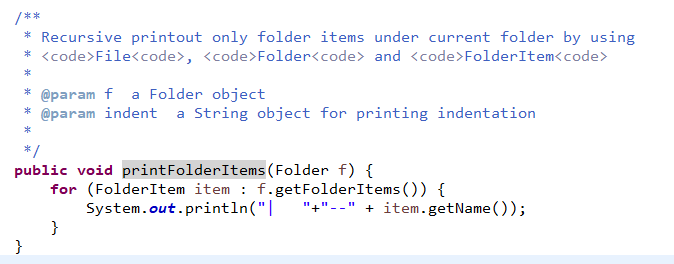 /**
 * Recursive printout only folder items under current folder by using
 * <code>File<code>, <code>Folder<code> and <code>FolderItem<code>
 *
 * @param f  a Folder object
 * @param indent  a String object for printing indentation
 *
 */
public void printFolderItems(Folder f) {
    for (FolderItem item : f.getFolderItems()) {
        System.out.println("|   "+"--" + item.getName());
    }
}